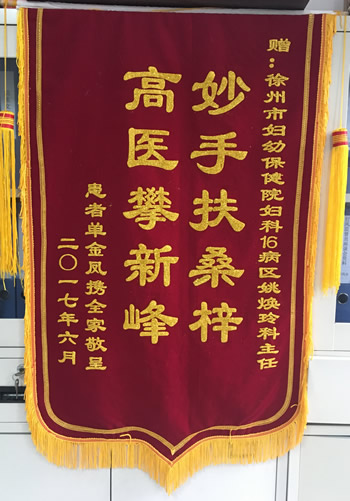 赠：徐州市妇幼保健院妇科16病区姚焕玲科主任
妙手扶桑梓
高医攀新峰
患者单金凤携全家敬呈
二〇一七年六月